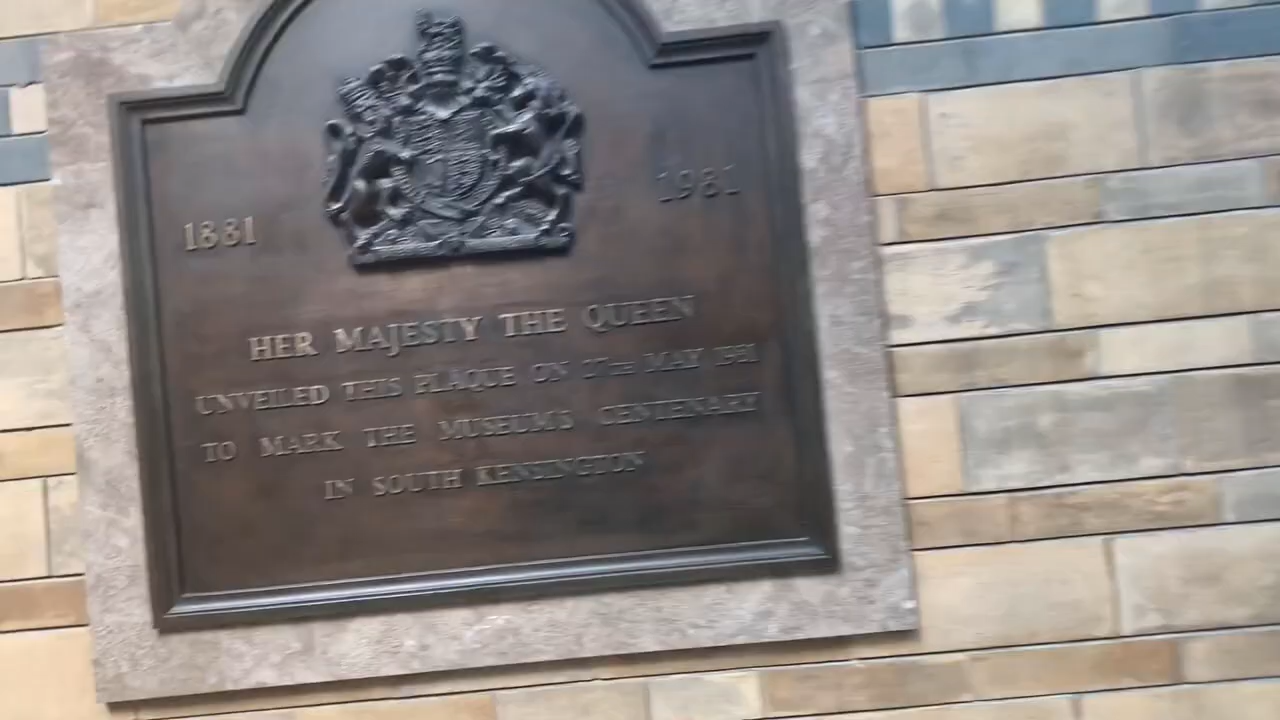 1881
1981
HER MAJESTY THE QUEEN
UNVEILED THIS PLAQUE ON 27TH MAY 1981
TO MARK THE MUSEUM'S CENTENARY
IN SOUTH KENSINGTON